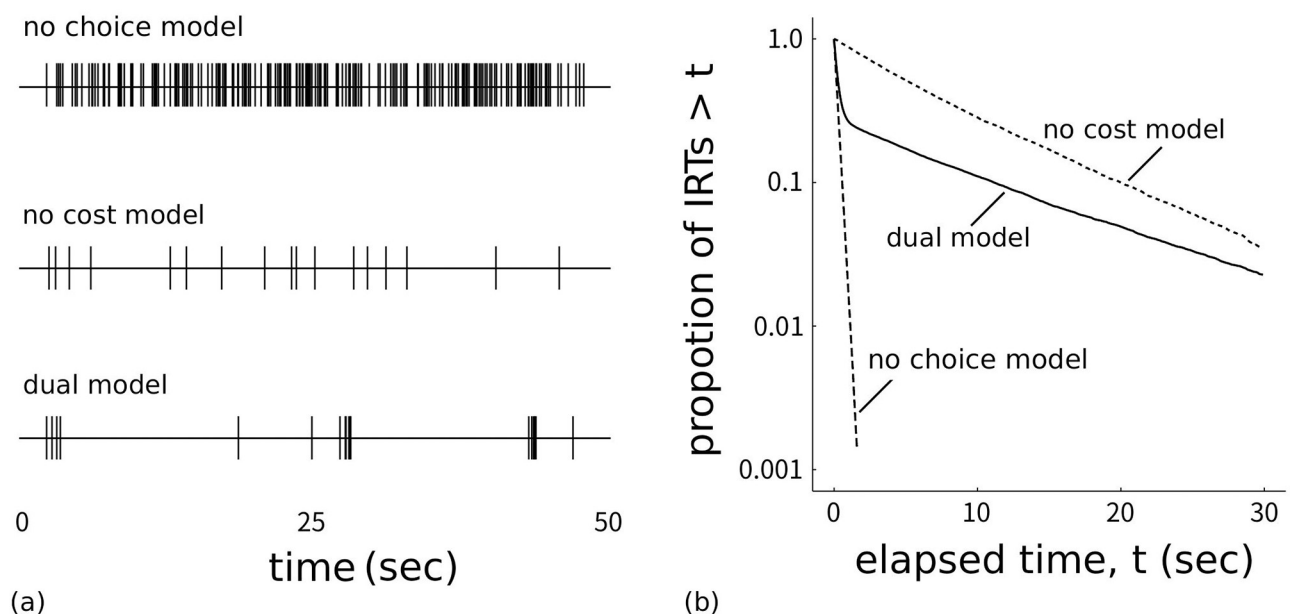 no choice model
no cost model
dual model
0 25 50
time (sec)
(a)
propotion of IRTs > t
1.0
0.1
0.01
0.001
no cost model
dual model
no choice model
0 10 20 30
elapsed time, t (sec)
(b)